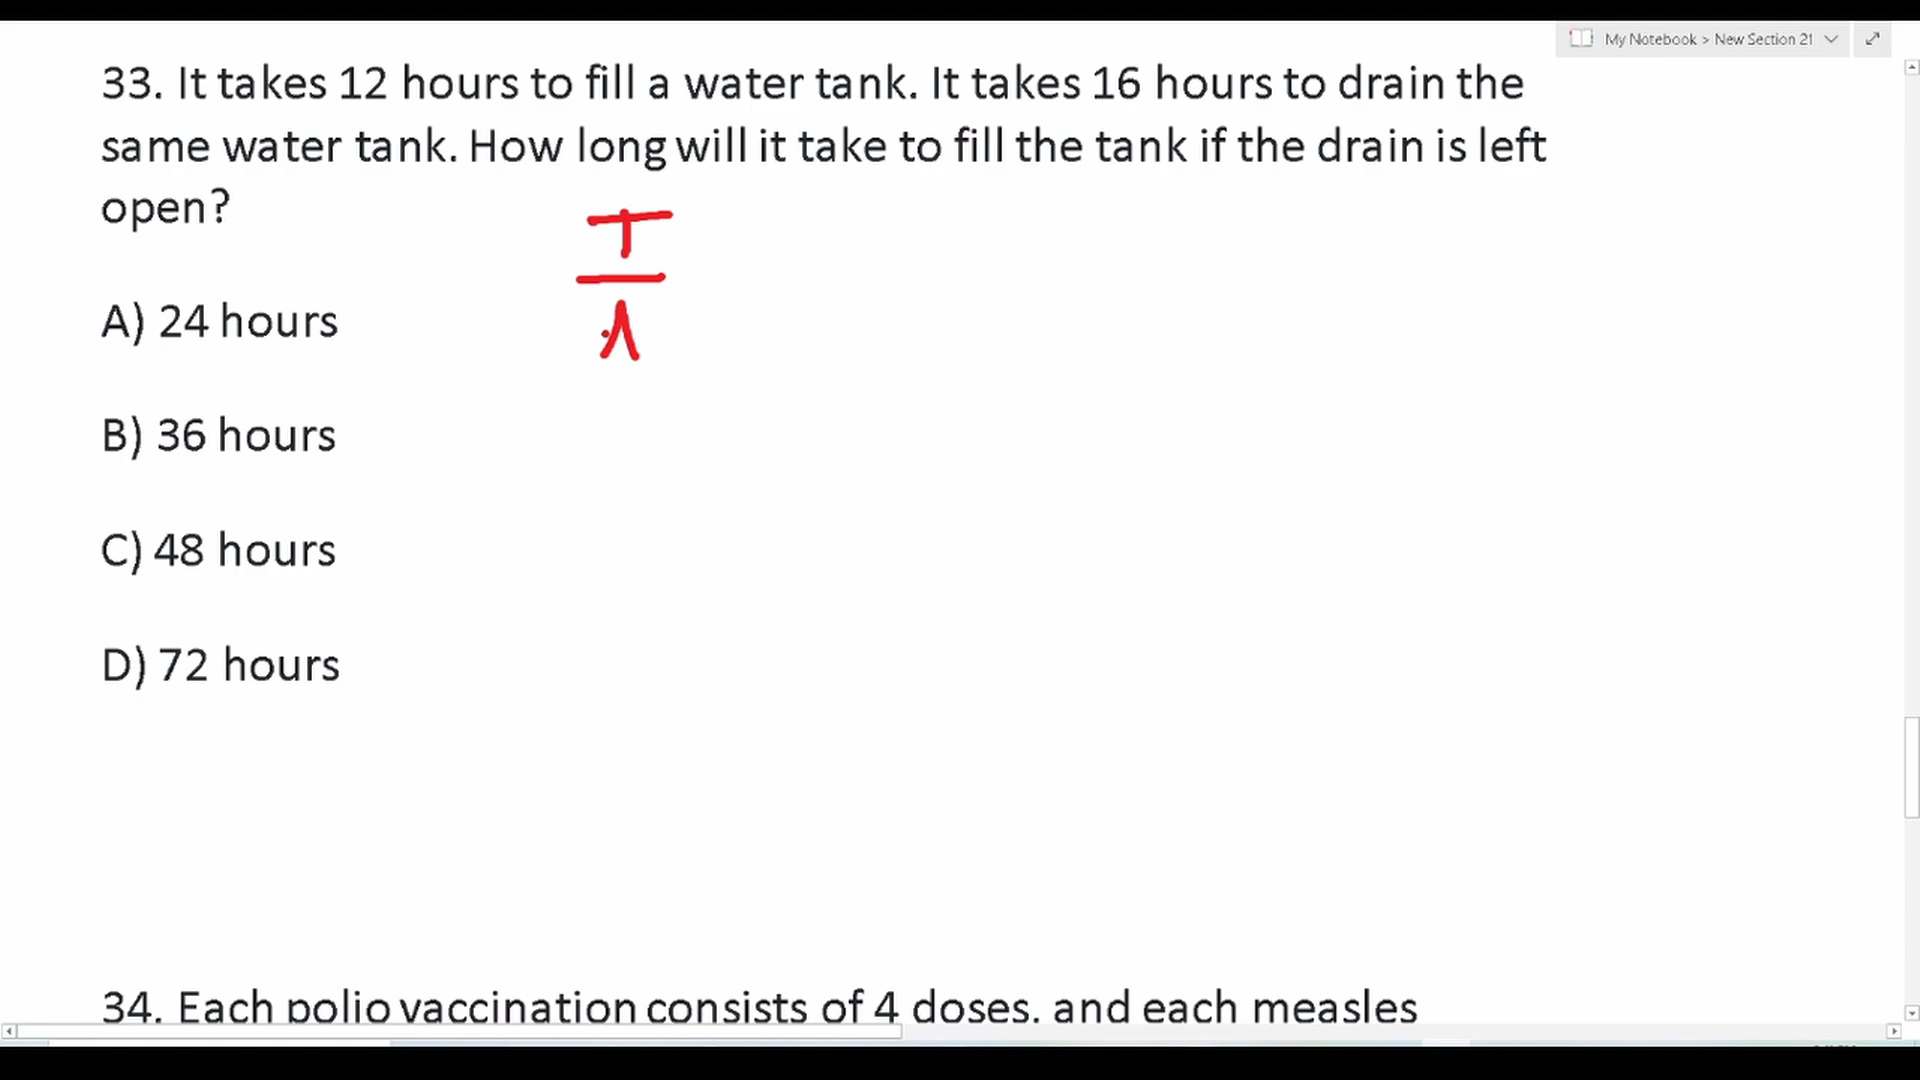 My Notebook > New Section 21
33. It takes 12 hours to fill a water tank. It takes 16 hours to drain the
same water tank. How long will it take to fill the tank if the drain is left
open?
T
A) 24 hours
B) 36 hours
C) 48 hours
D) 72 hours
34. Each polio vaccination consists of 4 doses. and each measles